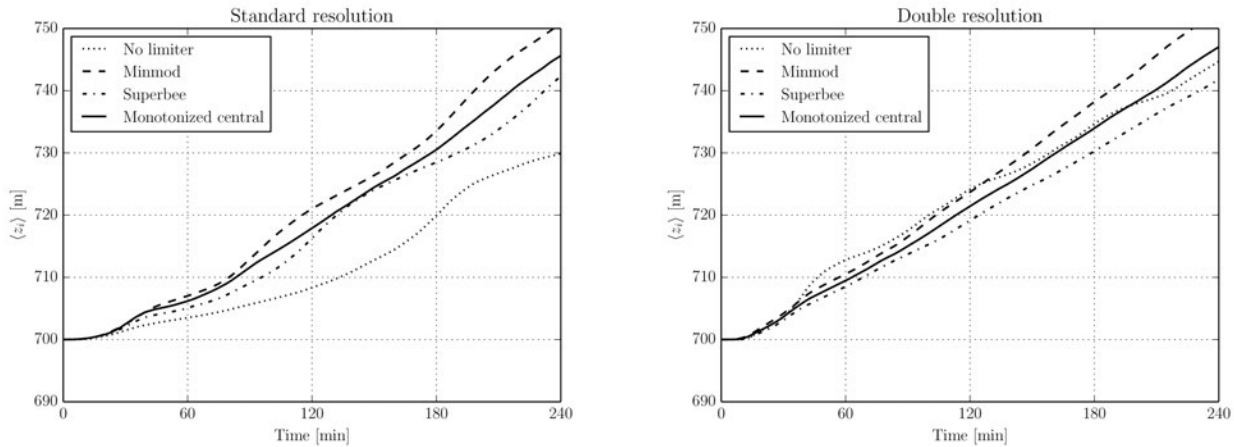 Standard resolution
750
740
730
720
710
700
690
⟨z_i⟩ [m]
No limiter
Minmod
Superbee
Monotonized central
0 60 120 180 240
Time [min]
Double resolution
750
740
730
720
710
700
690
⟨z_i⟩ [m]
No limiter
Minmod
Superbee
Monotonized central
0 60 120 180 240
Time [min]